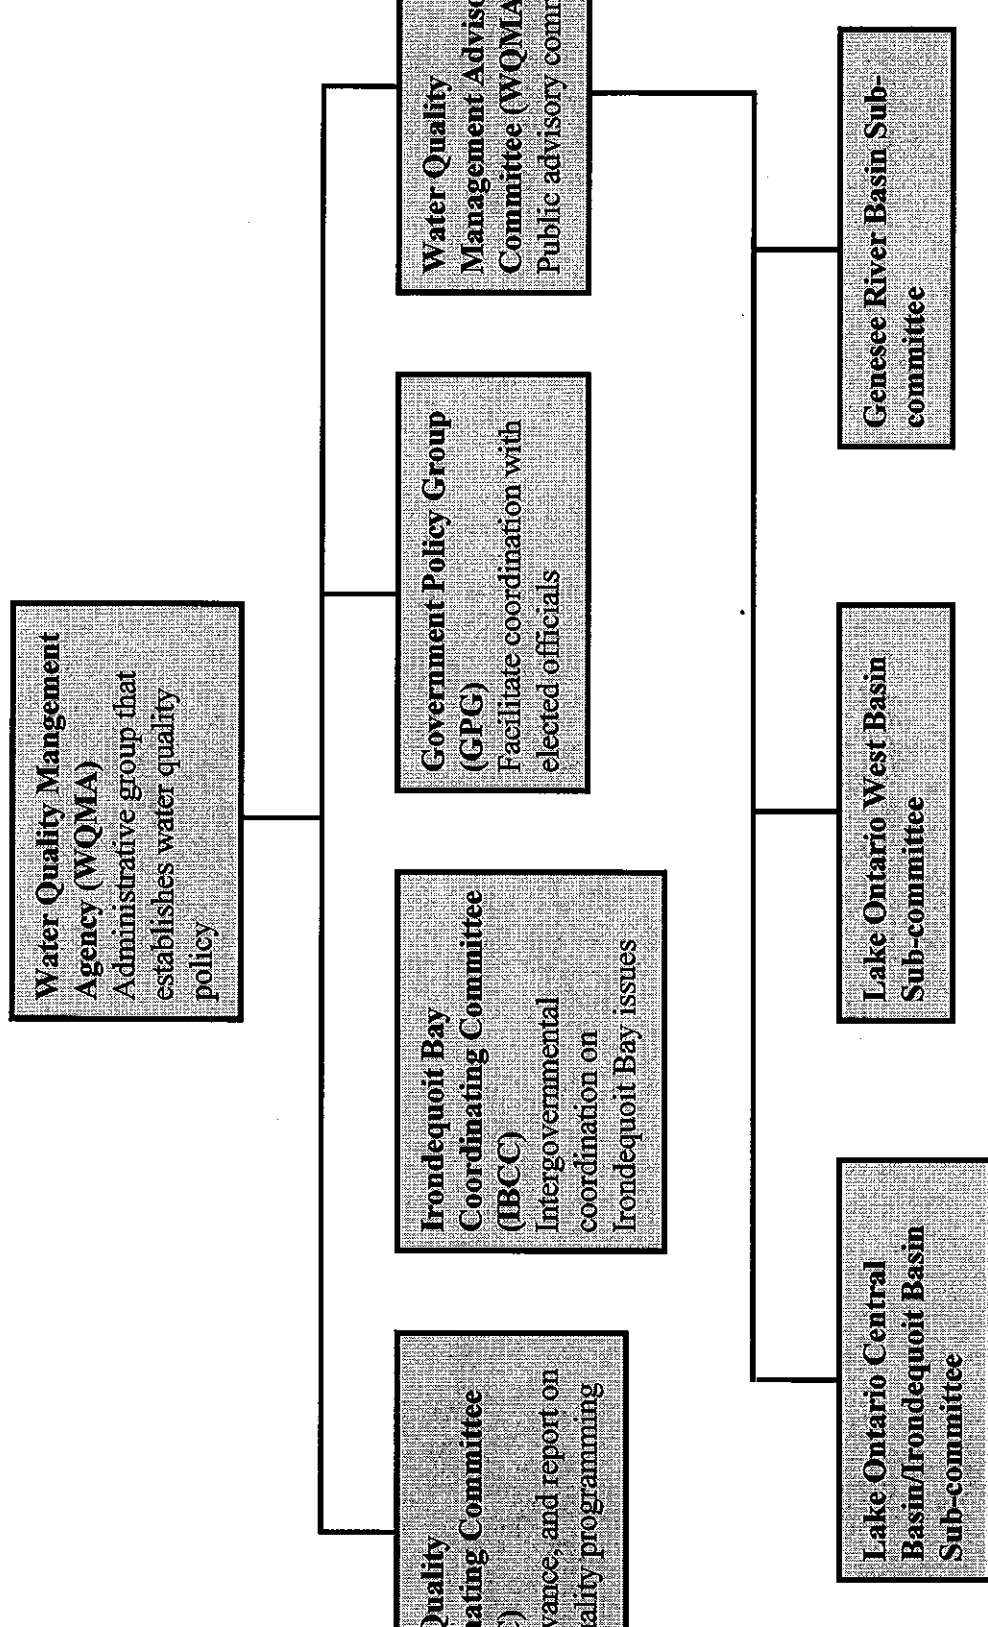 Water Quality Mangement
Agency (WQMA)
Administrative group that
establishes water quality
policy
Quality
nating Committee
C)
vance, and report on
ality programming
Irondequoit Bay
Coordinating Committee
(IBCC)
Intergovernmental
coordination on
Irondequoit Bay issues
Government Policy Group
(GPG)
Facilitate coordination with
elected officials
Water Quality
Management Adviso
Committee (WQMA
Public advisory com
Lake Ontario Central
Basin/Irondequoit Basin
Sub-committee
Lake Ontario West Basin
Sub-committee
Genesee River Basin Sub-
committee